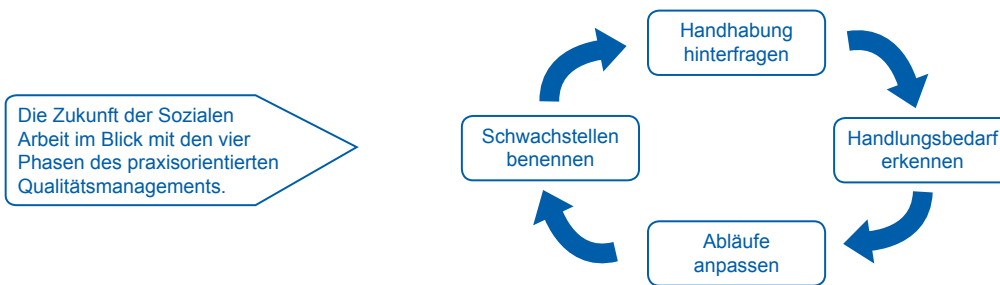 Die Zukunft der Sozialen
Arbeit im Blick mit den vier
Phasen des praxisorientierten
Qualitätsmanagements.
Handhabung
hinterfragen
Handlungsbedarf
erkennen
Abläufe
anpassen
Schwachstellen
benennen